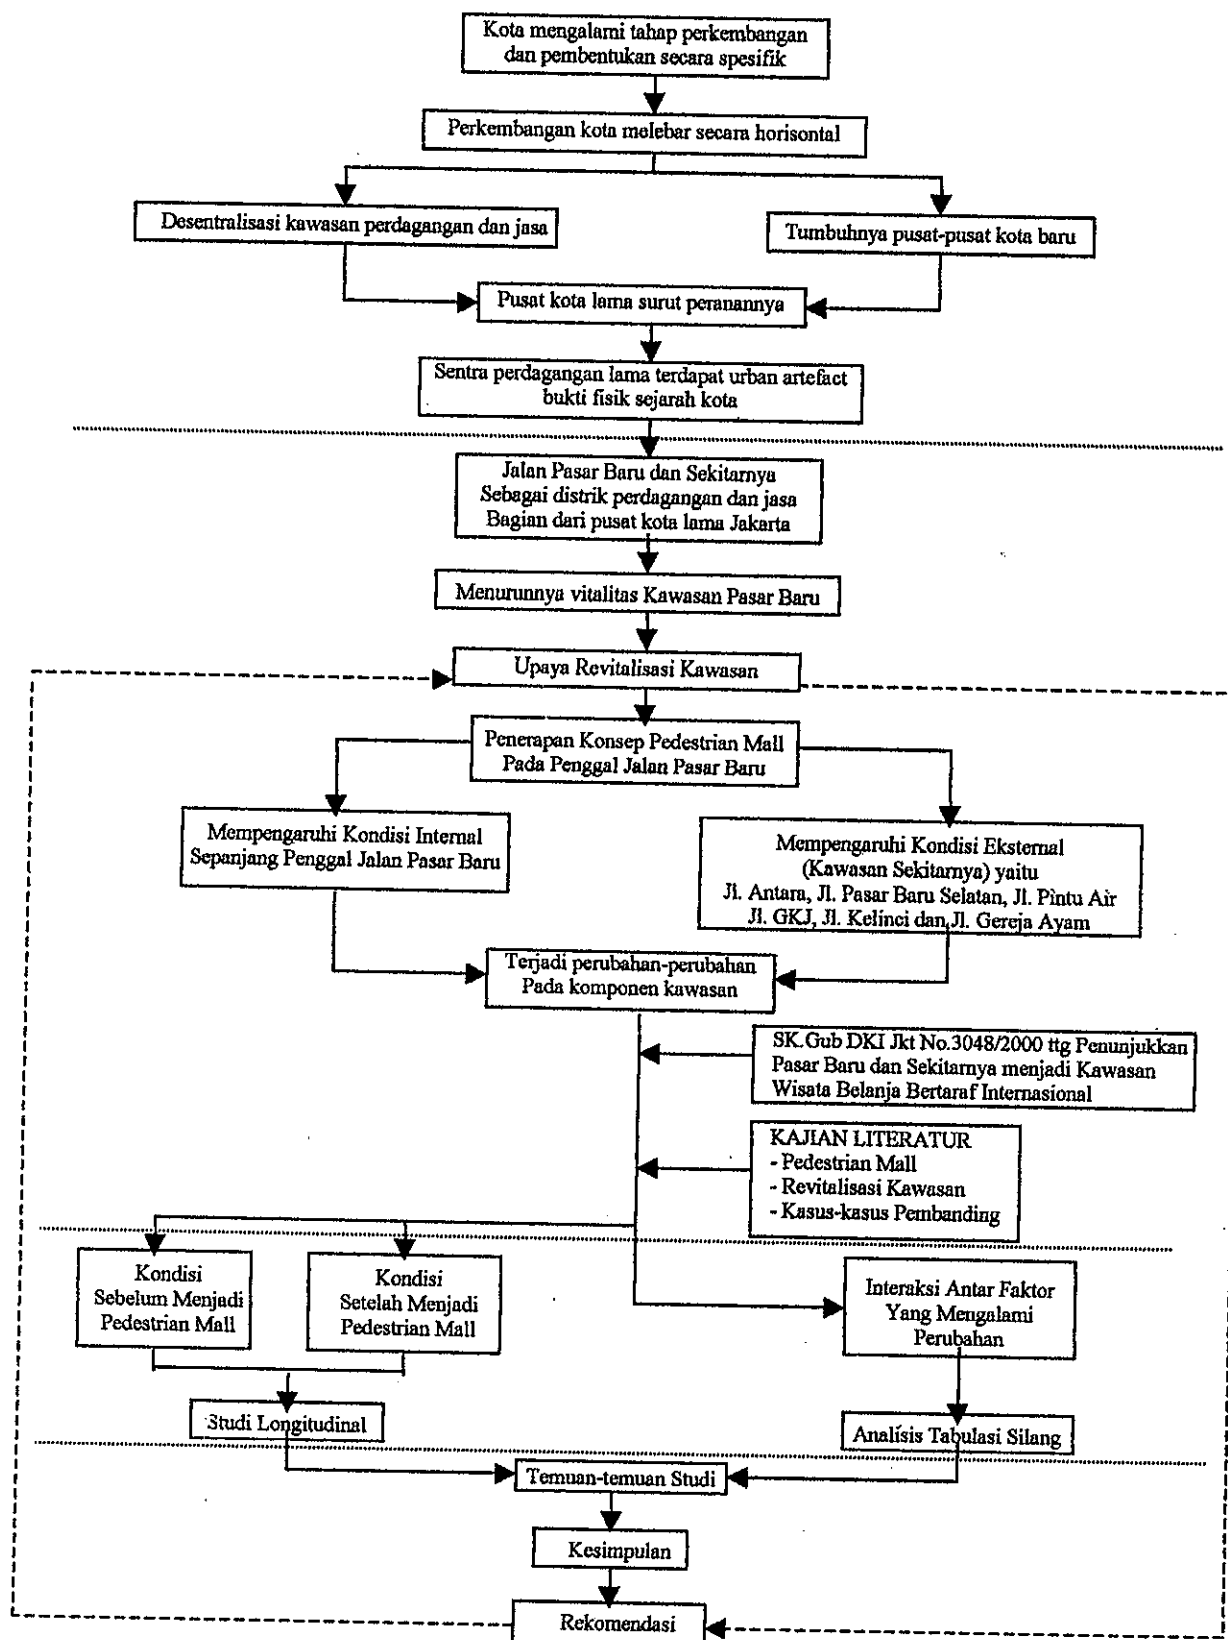 Kota mengalami tahap perkembangan
dan pembentukan secara spesifik
Perkembangan kota melebar secara horisontal
Desentralisasi kawasan perdagangan dan jasa
Tumbuhnya pusat-pusat kota baru
Pusat kota lama surut peranannya
Sentra perdagangan lama terdapat urban artefact
bukti fisik sejarah kota
Jalan Pasar Baru dan Sekitarnya
Sebagai distrik perdagangan dan jasa
Bagian dari pusat kota lama Jakarta
Menurunnya vitalitas Kawasan Pasar Baru
Upaya Revitalisasi Kawasan
Penerapan Konsep Pedestrian Mall
Pada Penggal Jalan Pasar Baru
Mempengaruhi Kondisi Internal
Sepanjang Penggal Jalan Pasar Baru
Mempengaruhi Kondisi Eksternal
(Kawasan Sekitarnya) yaitu
Jl. Antara, Jl. Pasar Baru Selatan, Jl. Pintu Air
Jl. GKJ, Jl. Kelinci dan Jl. Gereja Ayam
Terjadi perubahan-perubahan
Pada komponen kawasan
SK.Gub DKI Jkt No.3048/2000 ttg Penunjukkan
Pasar Baru dan Sekitarnya menjadi Kawasan
Wisata Belanja Bertaraf Internasional
KAJIAN LITERATUR
- Pedestrian Mall
- Revitalisasi Kawasan
- Kasus-kasus Pembanding
Kondisi
Sebelum Menjadi
Pedestrian Mall
Kondisi
Setelah Menjadi
Pedestrian Mall
Interaksi Antar Faktor
Yang Mengalami
Perubahan
Studi Longitudinal
Analisis Tabulasi Silang
Temuan-temuan Studi
Kesimpulan
Rekomendasi